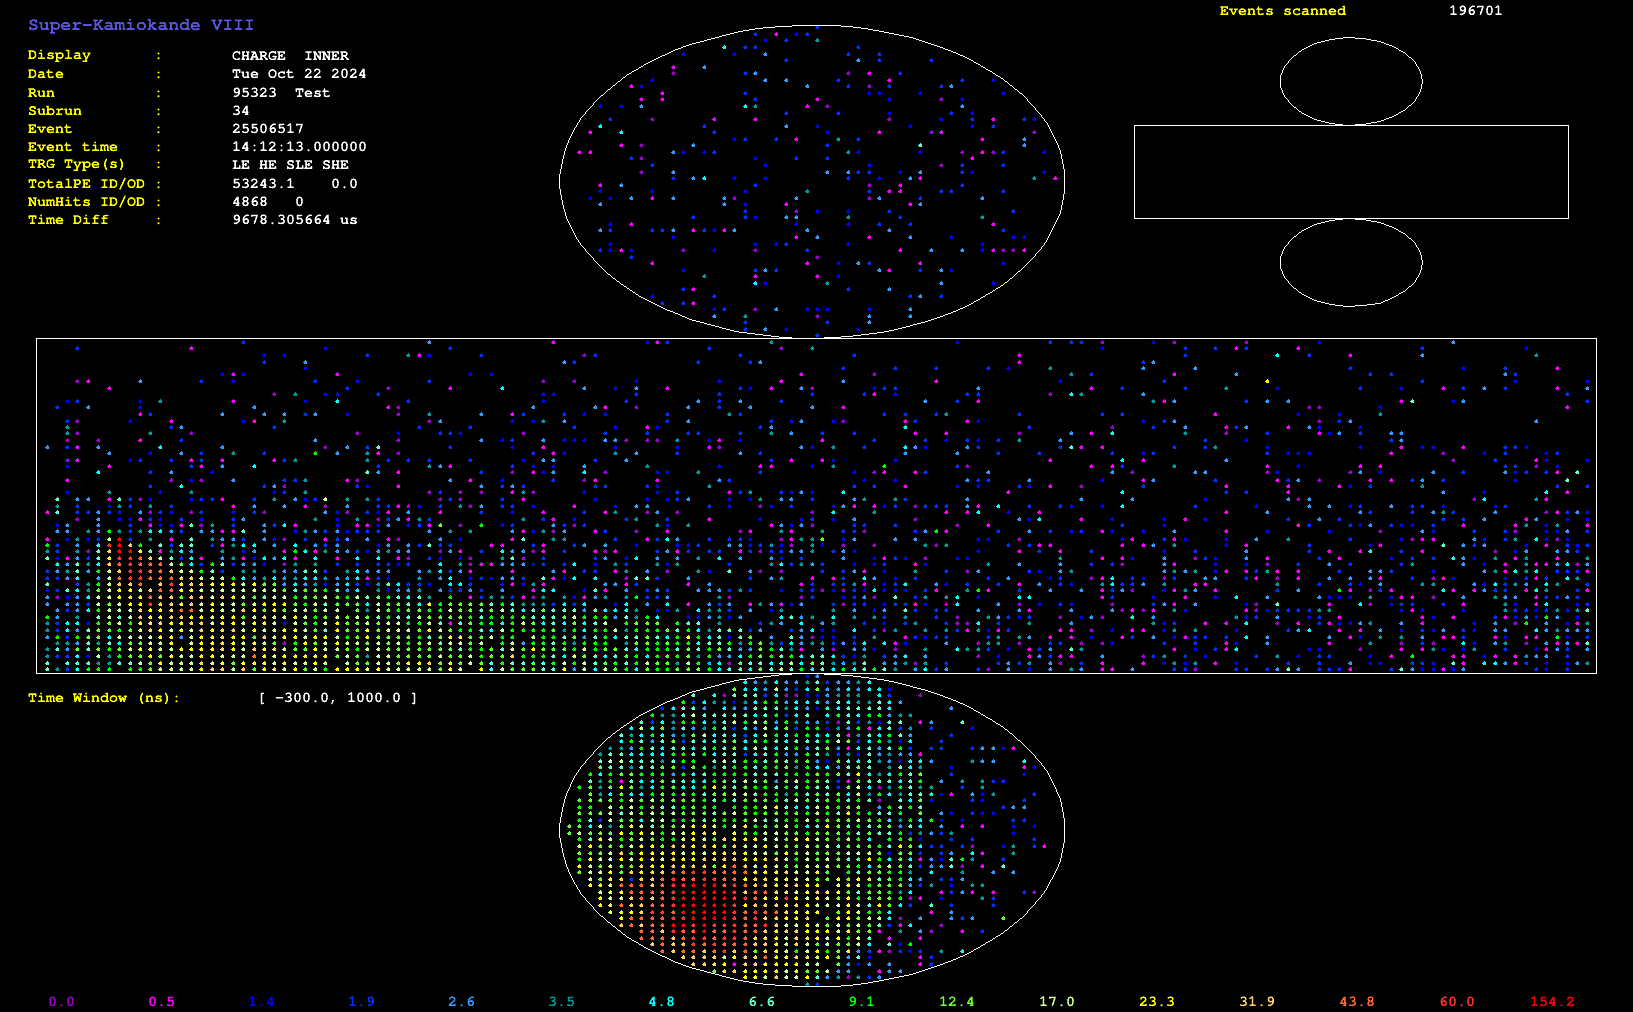 Super-Kamiokande VIII
Events scanned 196701
Display : CHARGE INNER
Date : Tue Oct 22 2024
Run : 95323 Test
Subrun : 34
Event : 25506517
Event time : 14:12:13.000000
TRG Type(s) : LE HE SLE SHE
TotalPE ID/OD : 53243.1 0.0
NumHits ID/OD : 4868 0
Time Diff : 9678.305664 us
Time Window (ns): [ −300.0, 1000.0 ]
0.0 0.5 1.4 1.9 2.6 3.5 4.8 6.6 9.1 12.4 17.0 23.3 31.9 43.8 60.0 154.2